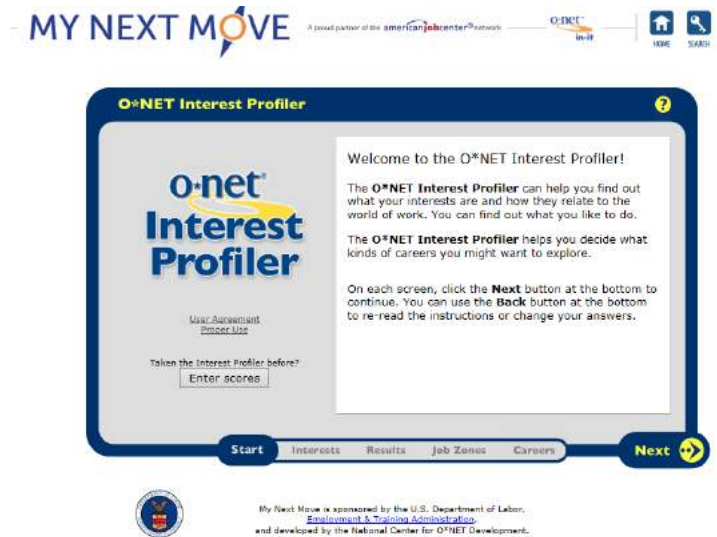 MY NEXT MOVE
A proud partner of the americanjobcenter® network
o*net®
in-it
HOME
SEARCH
O*NET Interest Profiler
?
o*net®
Interest
Profiler
User Agreement
Proper Use
Taken the Interest Profiler before?
Enter scores
Welcome to the O*NET Interest Profiler!
The O*NET Interest Profiler can help you find out
what your interests are and how they relate to the
world of work. You can find out what you like to do.
The O*NET Interest Profiler helps you decide what
kinds of careers you might want to explore.
On each screen, click the Next button at the bottom to
continue. You can use the Back button at the bottom
to re-read the instructions or change your answers.
Start
Interests
Results
Job Zones
Careers
Next
My Next Move is sponsored by the U.S. Department of Labor,
Employment & Training Administration,
and developed by the National Center for O*NET Development.